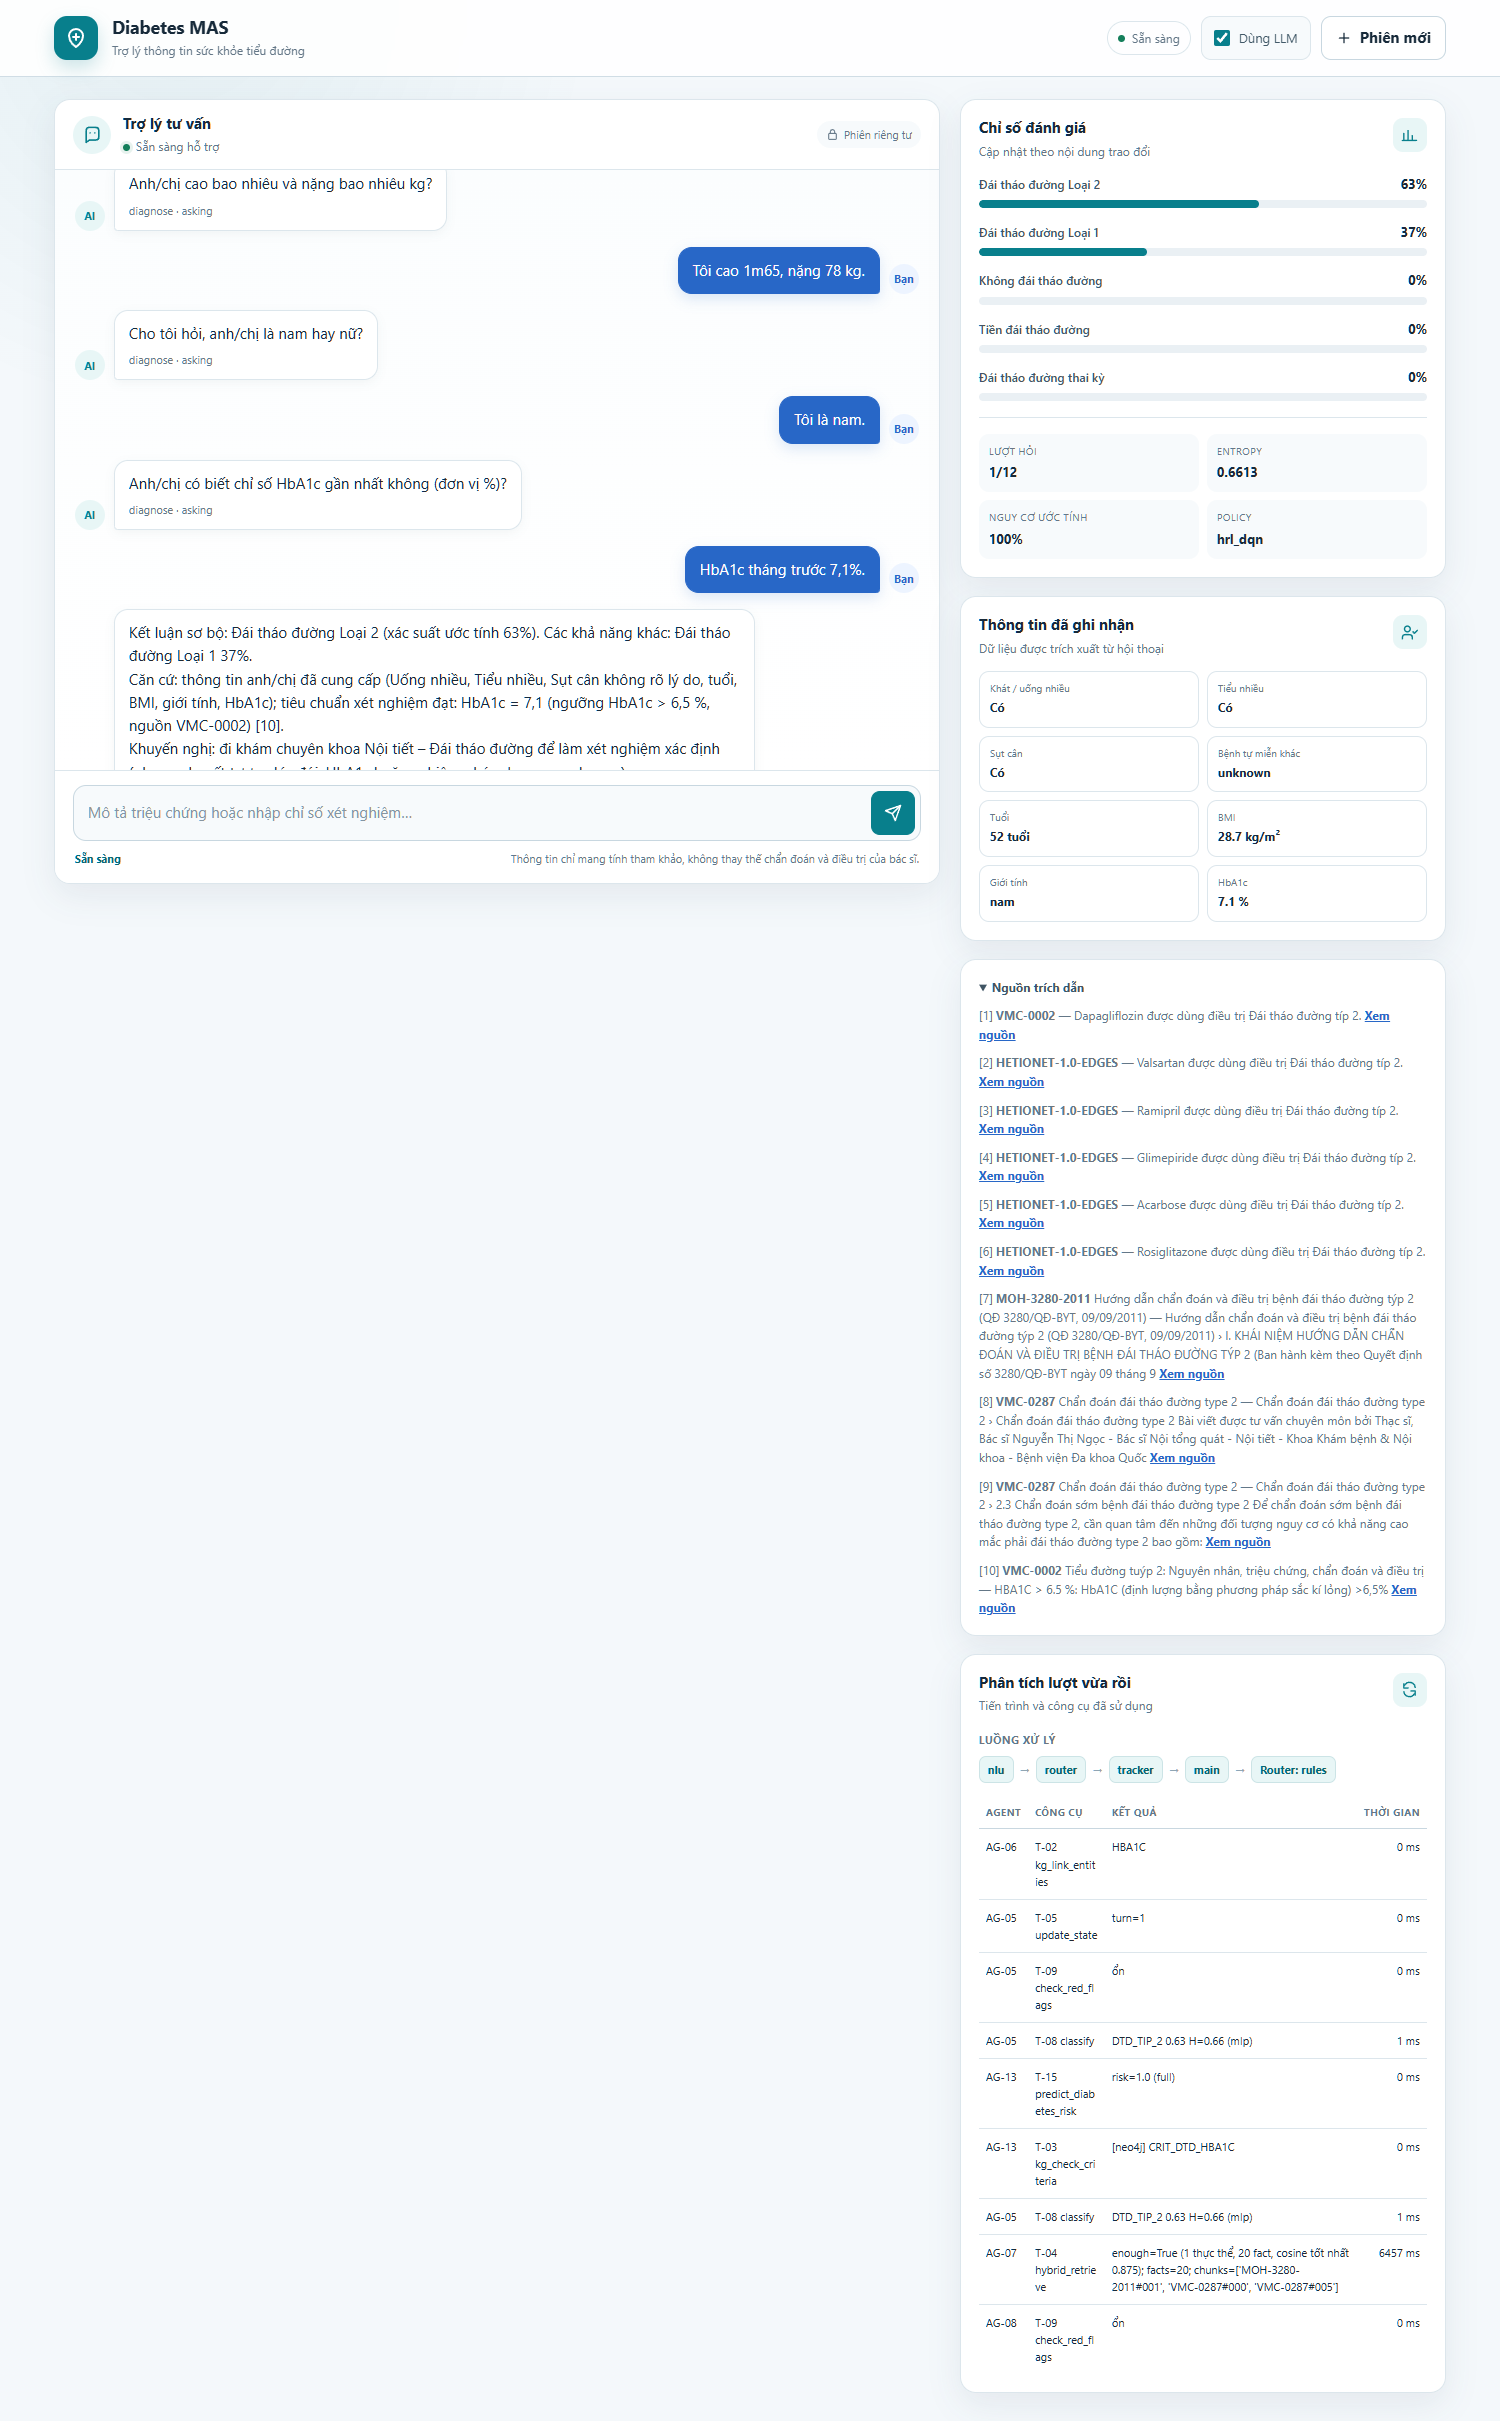 Diabetes MAS
Trợ lý thông tin sức khỏe tiểu đường
Sẵn sàng
Dùng LLM
Phiên mới
Trợ lý tư vấn
Sẵn sàng hỗ trợ
Phiên riêng tư
Anh/chị cao bao nhiêu và nặng bao nhiêu kg?
diagnose · asking
AI
Tôi cao 1m65, nặng 78 kg.
Bạn
Cho tôi hỏi, anh/chị là nam hay nữ?
diagnose · asking
AI
Tôi là nam.
Bạn
Anh/chị có biết chỉ số HbA1c gần nhất không (đơn vị %)?
diagnose · asking
AI
HbA1c tháng trước 7,1%.
Bạn
Kết luận sơ bộ: Đái tháo đường Loại 2 (xác suất ước tính 63%). Các khả năng khác: Đái tháo
đường Loại 1 37%.
Căn cứ: thông tin anh/chị đã cung cấp (Uống nhiều, Tiểu nhiều, Sụt cân không rõ lý do, tuổi,
BMI, giới tính, HbA1c); tiêu chuẩn xét nghiệm đạt: HbA1c = 7,1 (ngưỡng HbA1c > 6,5 %,
nguồn VMC-0002) [10].
Khuyến nghị: đi khám chuyên khoa Nội tiết – Đái tháo đường để làm xét nghiệm xác định
Mô tả triệu chứng hoặc nhập chỉ số xét nghiệm...
Sẵn sàng
Thông tin chỉ mang tính tham khảo, không thay thế chẩn đoán và điều trị của bác sĩ.
Chỉ số đánh giá
Cập nhật theo nội dung trao đổi
Đái tháo đường Loại 2 63%
Đái tháo đường Loại 1 37%
Không đái tháo đường 0%
Tiền đái tháo đường 0%
Đái tháo đường thai kỳ 0%
LƯỢT HỎI
1/12
ENTROPY
0.6613
NGUY CƠ ƯỚC TÍNH
100%
POLICY
hrl_dqn
Thông tin đã ghi nhận
Dữ liệu được trích xuất từ hội thoại
Khát / uống nhiều
Có
Tiểu nhiều
Có
Sụt cân
Có
Bệnh tự miễn khác
unknown
Tuổi
52 tuổi
BMI
28.7 kg/m²
Giới tính
nam
HbA1c
7.1 %
▼ Nguồn trích dẫn
[1] VMC-0002 — Dapagliflozin được dùng điều trị Đái tháo đường típ 2. Xem
nguồn
[2] HETIONET-1.0-EDGES — Valsartan được dùng điều trị Đái tháo đường típ 2.
Xem nguồn
[3] HETIONET-1.0-EDGES — Ramipril được dùng điều trị Đái tháo đường típ 2.
Xem nguồn
[4] HETIONET-1.0-EDGES — Glimepiride được dùng điều trị Đái tháo đường típ 2.
Xem nguồn
[5] HETIONET-1.0-EDGES — Acarbose được dùng điều trị Đái tháo đường típ 2.
Xem nguồn
[6] HETIONET-1.0-EDGES — Rosiglitazone được dùng điều trị Đái tháo đường típ 2.
Xem nguồn
[7] MOH-3280-2011 Hướng dẫn chẩn đoán và điều trị bệnh đái tháo đường týp 2
(QĐ 3280/QĐ-BYT, 09/09/2011) — Hướng dẫn chẩn đoán và điều trị bệnh đái tháo
đường týp 2 (QĐ 3280/QĐ-BYT, 09/09/2011) › I. KHÁI NIỆM HƯỚNG DẪN CHẨN
ĐOÁN VÀ ĐIỀU TRỊ BỆNH ĐÁI THÁO ĐƯỜNG TÝP 2 (Ban hành kèm theo Quyết định
số 3280/QĐ-BYT ngày 09 tháng 9 Xem nguồn
[8] VMC-0287 Chẩn đoán đái tháo đường type 2 — Chẩn đoán đái tháo đường type
2 › Chẩn đoán đái tháo đường type 2 Bài viết được tư vấn chuyên môn bởi Thạc sĩ,
Bác sĩ Nguyễn Thị Ngọc - Bác sĩ Nội tổng quát - Nội tiết - Khoa Khám bệnh & Nội
khoa - Bệnh viện Đa khoa Quốc Xem nguồn
[9] VMC-0287 Chẩn đoán đái tháo đường type 2 — Chẩn đoán đái tháo đường type
2 › 2.3 Chẩn đoán sớm bệnh đái tháo đường type 2 Để chẩn đoán sớm bệnh đái
tháo đường type 2, cần quan tâm đến những đối tượng nguy cơ có khả năng cao
mắc phải đái tháo đường type 2 bao gồm: Xem nguồn
[10] VMC-0002 Tiểu đường tuýp 2: Nguyên nhân, triệu chứng, chẩn đoán và điều trị
— HBA1C > 6.5 %: HbA1C (định lượng bằng phương pháp sắc kí lỏng) >6,5% Xem
nguồn
Phân tích lượt vừa rồi
Tiến trình và công cụ đã sử dụng
LUỒNG XỬ LÝ
nlu → router → tracker → main → Router: rules
AGENT CÔNG CỤ KẾT QUẢ THỜI GIAN
AG-06 T-02 HBA1C 0 ms
kg_link_entit
ies
AG-05 T-05 turn=1 0 ms
update_state
AG-05 T-09 ổn 0 ms
check_red_fl
ags
AG-05 T-08 classify DTD_TIP_2 0.63 H=0.66 (mlp) 1 ms
AG-13 T-15 risk=1.0 (full) 0 ms
predict_diab
etes_risk
AG-13 T-03 [neo4j] CRIT_DTD_HBA1C 0 ms
kg_check_cri
teria
AG-05 T-08 classify DTD_TIP_2 0.63 H=0.66 (mlp) 1 ms
AG-07 T-04 enough=True (1 thực thể, 20 fact, cosine tốt nhất 6457 ms
hybrid_retrie 0.875); facts=20; chunks=['MOH-3280-
ve 2011#001', 'VMC-0287#000', 'VMC-0287#005']
AG-08 T-09 ổn 0 ms
check_red_fl
ags